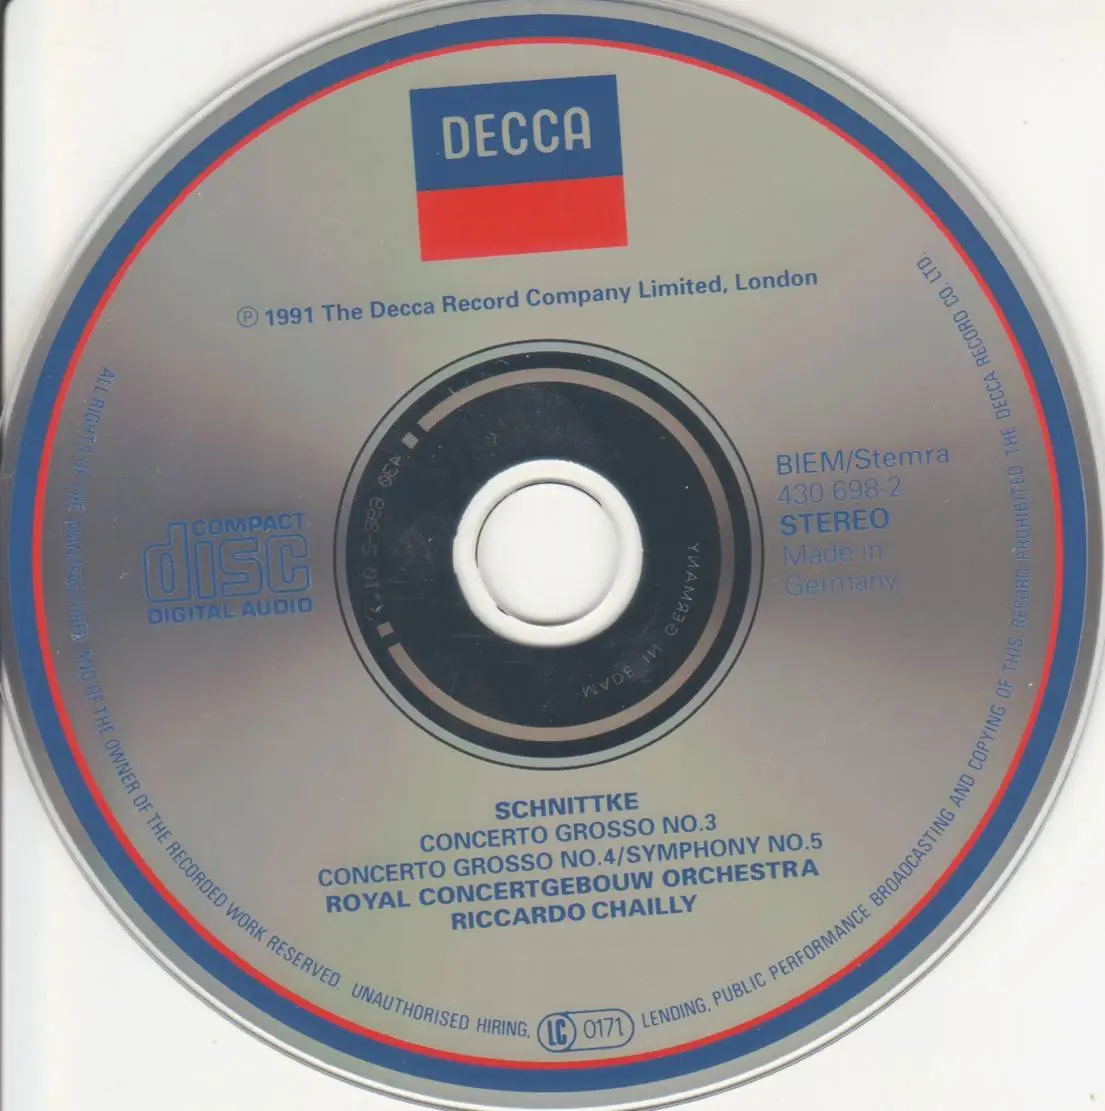 DECCA
℗ 1991 The Decca Record Company Limited, London
BIEM/Stemra
430 698-2
STEREO
Made in
Germany
COMPACT
disc
DIGITAL AUDIO
MADE IN GERMANY
SCHNITTKE
CONCERTO GROSSO NO.3
CONCERTO GROSSO NO.4/SYMPHONY NO.5
ROYAL CONCERTGEBOUW ORCHESTRA
RICCARDO CHAILLY
ALL RIGHTS OF THE MANUFACTURER AND OF THE OWNER OF THE RECORDED WORK RESERVED. UNAUTHORISED HIRING, LENDING, PUBLIC PERFORMANCE BROADCASTING AND COPYING OF THIS RECORD PROHIBITED THE DECCA RECORD CO. LTD.
LC 0171